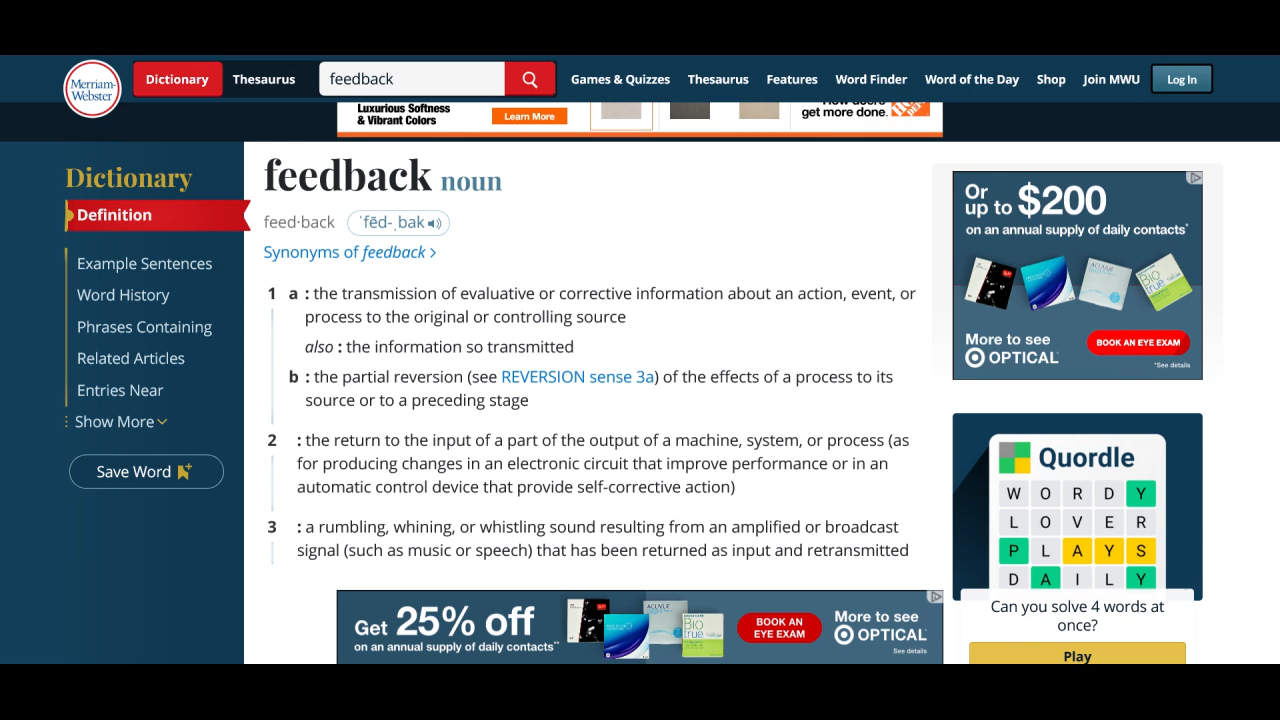 Merriam-
Webster
Dictionary
Thesaurus
feedback
Games & Quizzes
Thesaurus
Features
Word Finder
Word of the Day
Shop
Join MWU
Log In
Luxurious Softness
& Vibrant Colors
Learn More
get more done.
Dictionary
Definition
Example Sentences
Word History
Phrases Containing
Related Articles
Entries Near
Show More
Save Word
feedback noun
feed·back ˈfēd-ˌbak
Synonyms of feedback >
1 a : the transmission of evaluative or corrective information about an action, event, or
process to the original or controlling source
also : the information so transmitted
b : the partial reversion (see REVERSION sense 3a) of the effects of a process to its
source or to a preceding stage
2 : the return to the input of a part of the output of a machine, system, or process (as
for producing changes in an electronic circuit that improve performance or in an
automatic control device that provide self-corrective action)
3 : a rumbling, whining, or whistling sound resulting from an amplified or broadcast
signal (such as music or speech) that has been returned as input and retransmitted
Get 25% off
on an annual supply of daily contacts**
ACUVUE
Bio
true
BOOK AN
EYE EXAM
More to see
OPTICAL
See details
Or
up to $200
on an annual supply of daily contacts*
ACUVUE
Bio
true
More to see
OPTICAL
BOOK AN EYE EXAM
*See details
Quordle
W O R D Y
L O V E R
P L A Y S
D A I L Y
Can you solve 4 words at
once?
Play